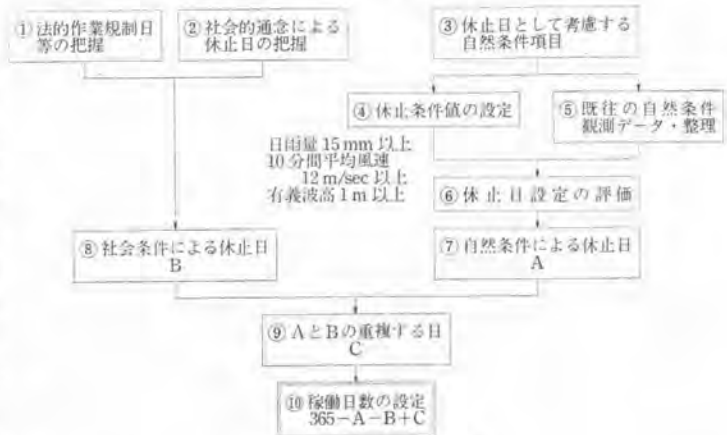 ① 法的作業規制日
等の把握
② 社会的通念による
休止日の把握
③ 休止日として考慮する
自然条件項目
④ 休止条件値の設定
⑤ 既往の自然条件
観測データ・整理
日雨量 15 mm 以上
10 分間平均風速
12 m/sec 以上
有義波高 1 m 以上
⑥ 休止日設定の評価
⑦ 自然条件による休止日
A
⑧ 社会条件による休止日
B
⑨ AとBの重複する日
C
⑩ 稼働日数の設定
365－A－B＋C